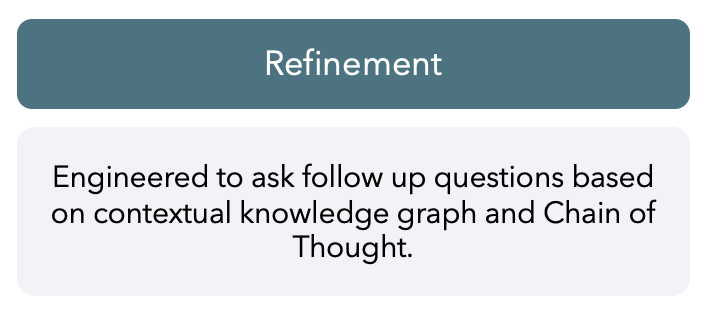 Refinement
Engineered to ask follow up questions based
on contextual knowledge graph and Chain of
Thought.